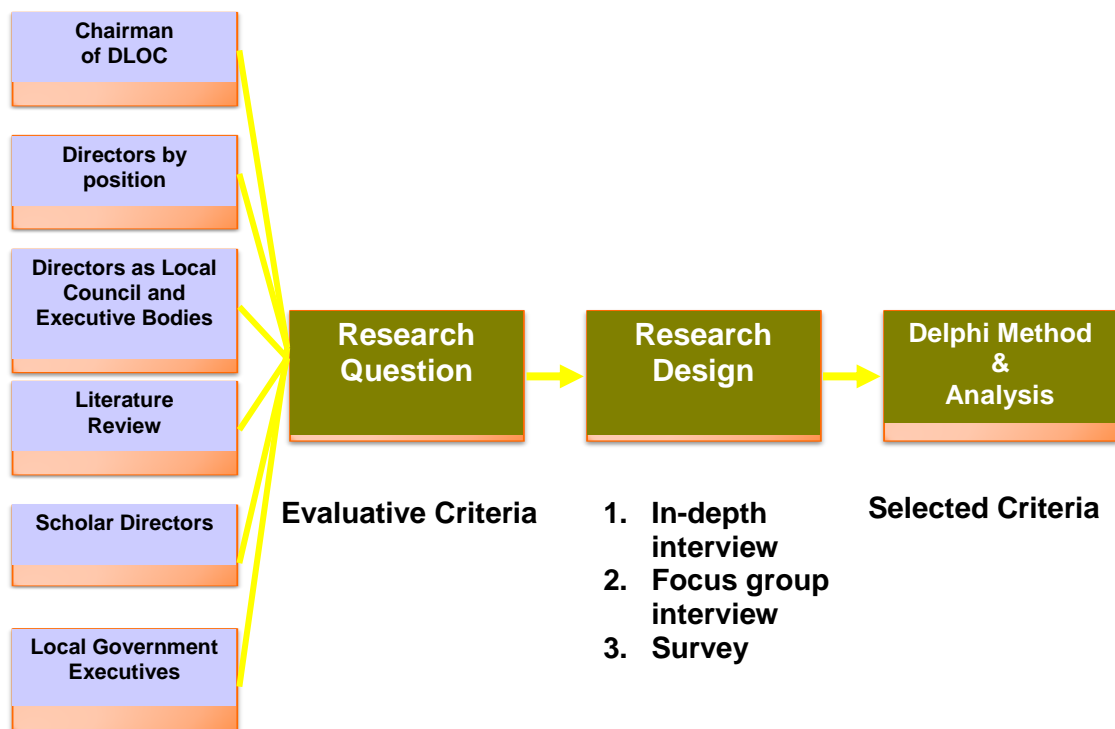 Chairman
of DLOC
Directors by
position
Directors as Local
Council and
Executive Bodies
Literature
Review
Scholar Directors
Local Government
Executives
Research
Question
Evaluative Criteria
Research
Design
1. In-depth
interview
2. Focus group
interview
3. Survey
Delphi Method
&
Analysis
Selected Criteria